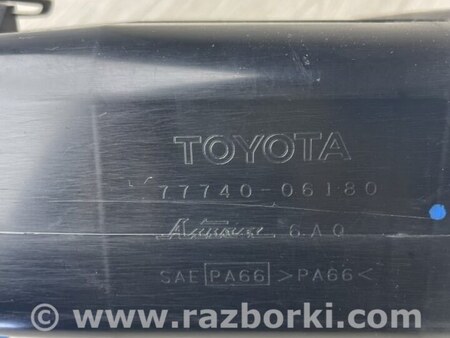 TOYOTA
77740-06180
6A0
SAE PA66 >PA66<
© www.razborki.com